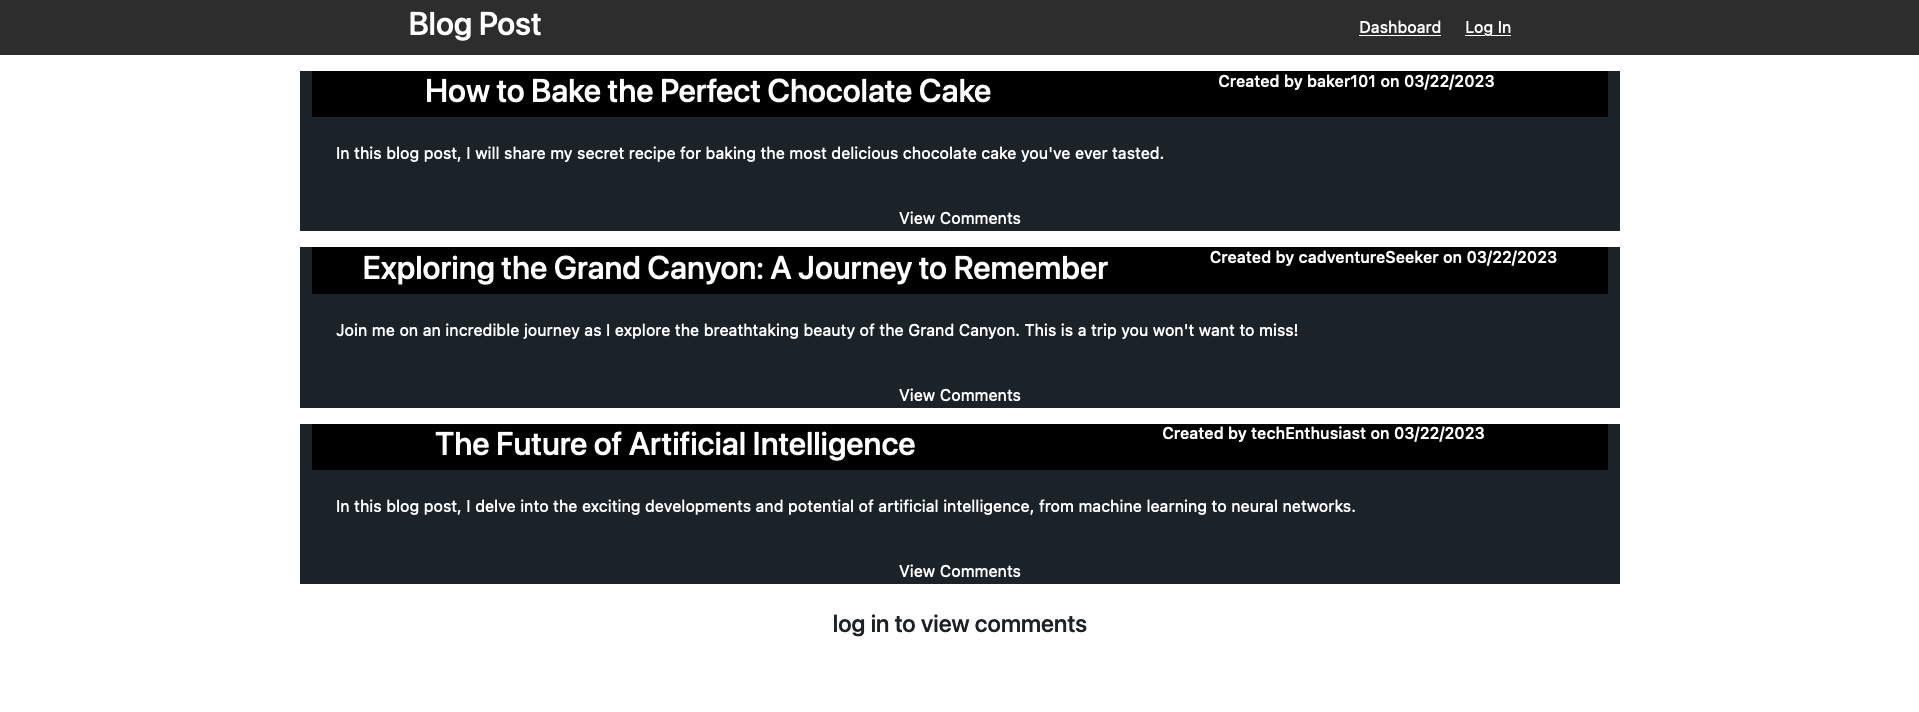 Blog Post
Dashboard Log In
How to Bake the Perfect Chocolate Cake
Created by baker101 on 03/22/2023
In this blog post, I will share my secret recipe for baking the most delicious chocolate cake you've ever tasted.
View Comments
Exploring the Grand Canyon: A Journey to Remember
Created by cadventureSeeker on 03/22/2023
Join me on an incredible journey as I explore the breathtaking beauty of the Grand Canyon. This is a trip you won't want to miss!
View Comments
The Future of Artificial Intelligence
Created by techEnthusiast on 03/22/2023
In this blog post, I delve into the exciting developments and potential of artificial intelligence, from machine learning to neural networks.
View Comments
log in to view comments